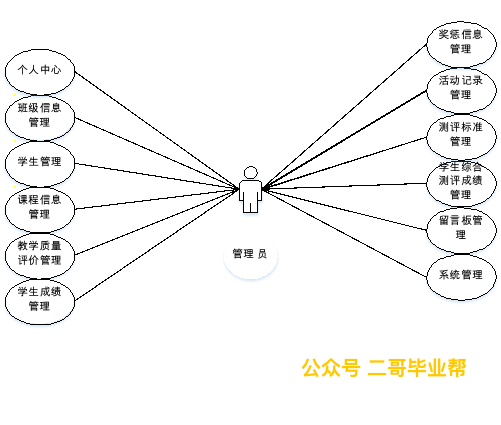 个人中心
班级信息
管理
学生管理
课程信息
管理
教学质量
评价管理
学生成绩
管理
管理 员
奖惩信息
管理
活动记录
管理
测评标准
管理
学生综合
测评成绩
管理
留言板管
理
系统管理
公众号 二哥毕业帮